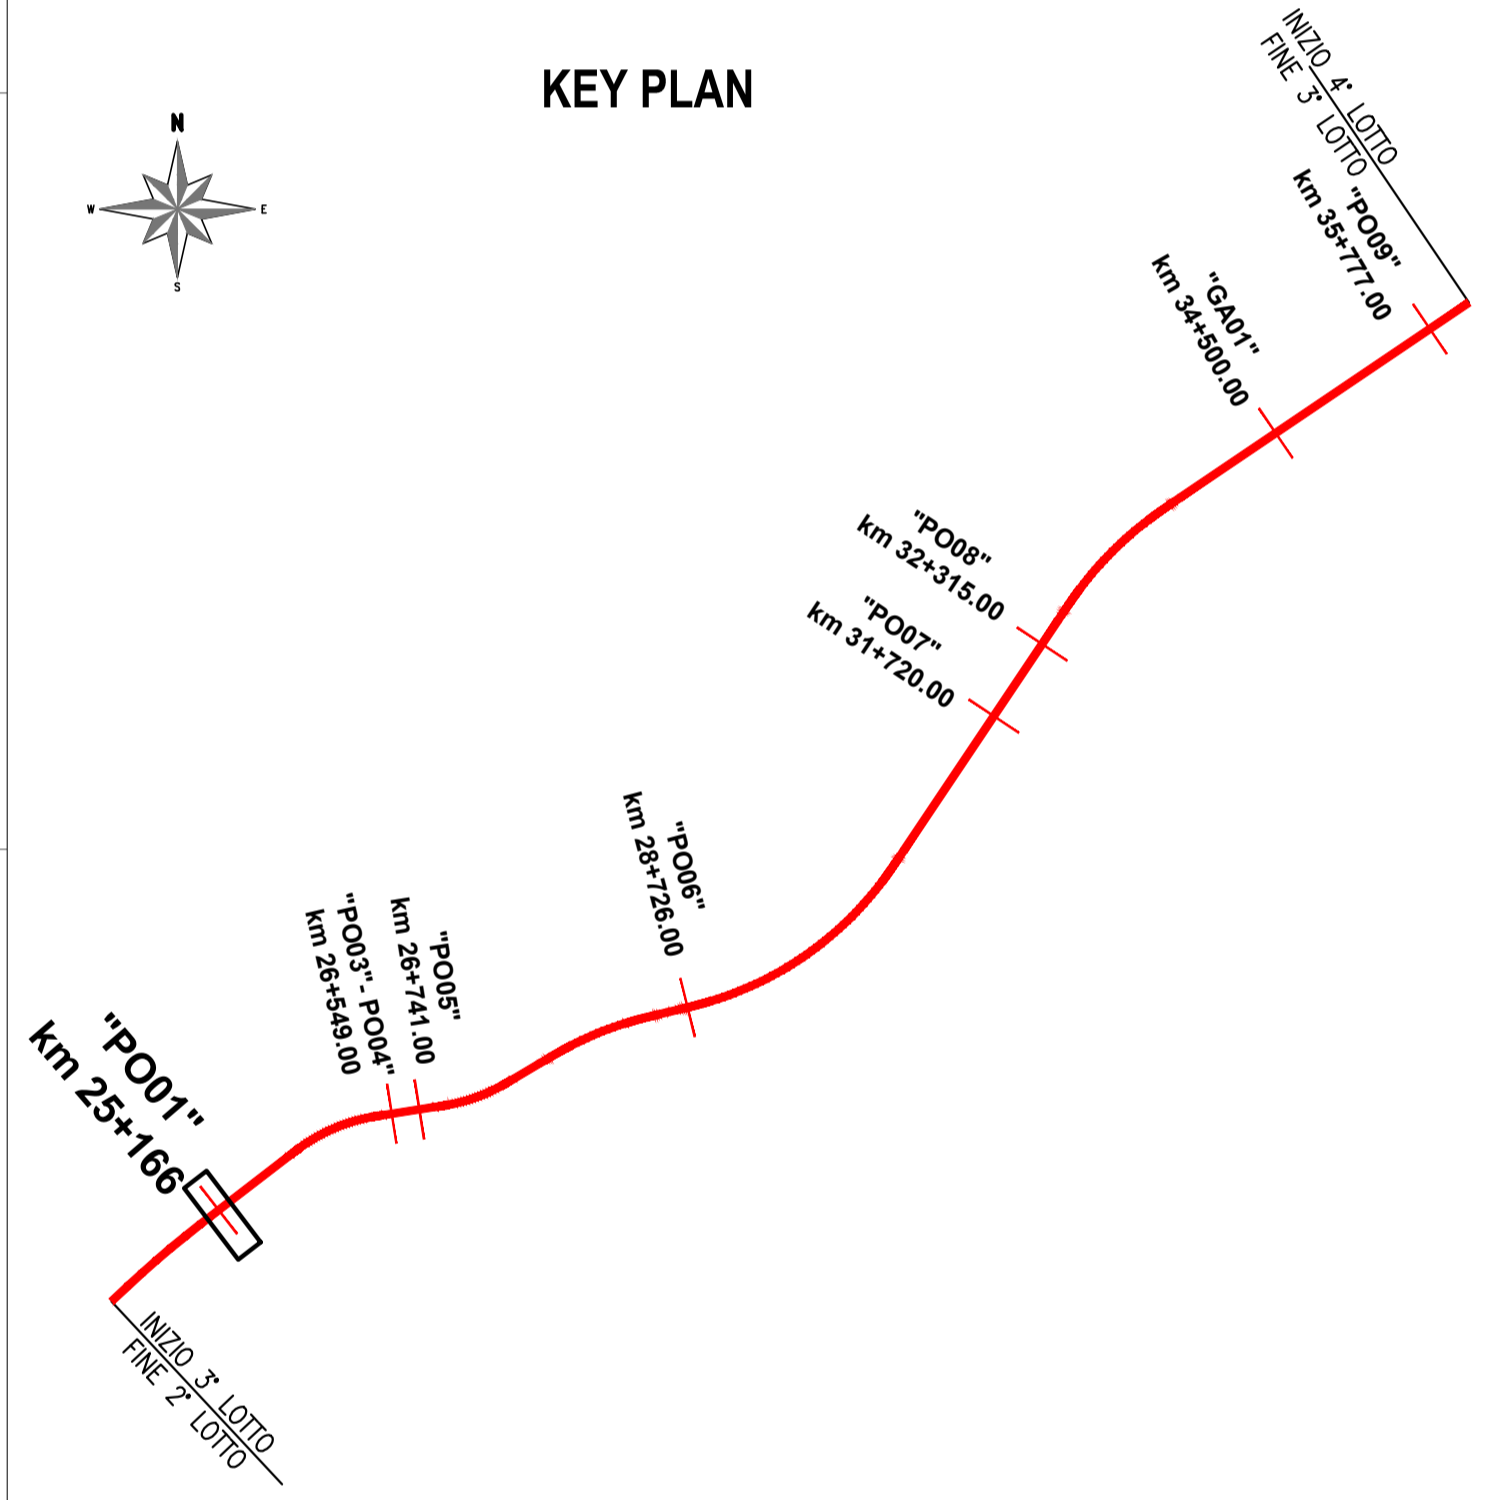 KEY PLAN
N
W
E
S
INIZIO 4° LOTTO
FINE 3° LOTTO
"PO09"
km 35+777.00
"GA01"
km 34+500.00
"PO08"
km 32+315.00
"PO07"
km 31+720.00
"PO06"
km 28+726.00
"PO05"
km 26+741.00
"PO03"- PO04"
km 26+549.00
"PO01"
km 25+166
INIZIO 3° LOTTO
FINE 2° LOTTO